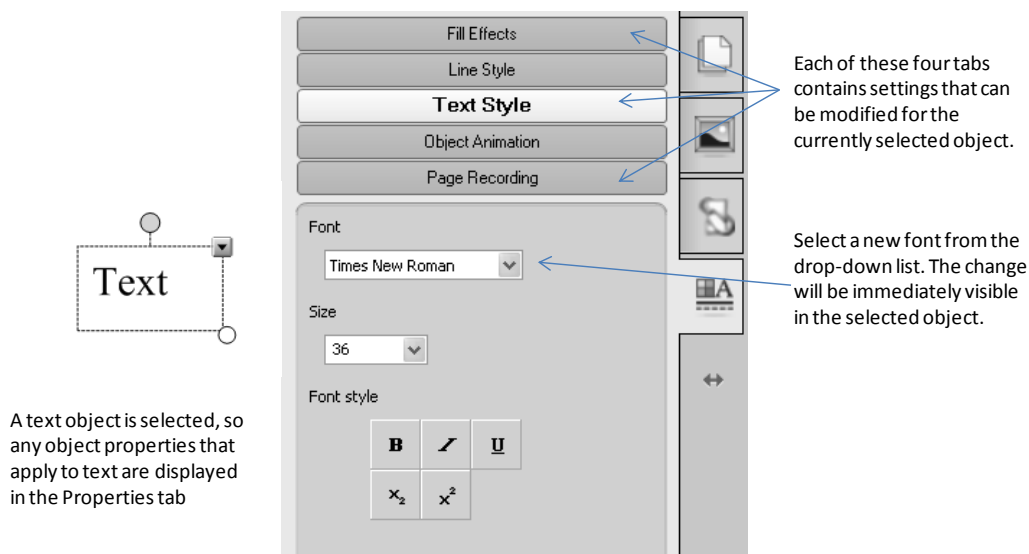 Fill Effects
Line Style
Text Style
Object Animation
Page Recording
Each of these four tabs
contains settings that can
be modified for the
currently selected object.
Text
Font
Times New Roman
Size
36
Font style
B I U
x₂ x²
A
Select a new font from the
drop-down list. The change
will be immediately visible
in the selected object.
A text object is selected, so
any object properties that
apply to text are displayed
in the Properties tab